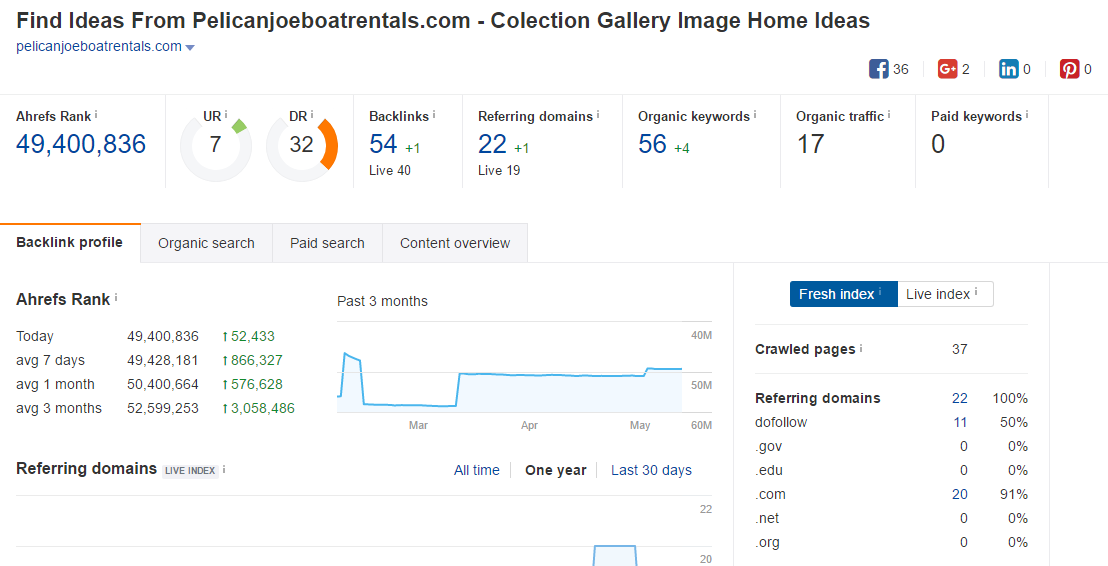 Find Ideas From Pelicanjoeboatrentals.com - Colection Gallery Image Home Ideas
pelicanjoeboatrentals.com
36 G+ 2 in 0 0
Ahrefs Rank i UR i DR i Backlinks i Referring domains i Organic keywords i Organic traffic i Paid keywords i
49,400,836 7 32 54 +1 22 +1 56 +4 17 0
Live 40 Live 19
Backlink profile Organic search Paid search Content overview
Ahrefs Rank i
Today 49,400,836 ↑52,433
avg 7 days 49,428,181 ↑866,327
avg 1 month 50,400,664 ↑576,628
avg 3 months 52,599,253 ↑3,058,486
Past 3 months
40M
50M
60M
Mar Apr May
Fresh index i Live index i
Crawled pages i 37
Referring domains 22 100%
dofollow 11 50%
.gov 0 0%
.edu 0 0%
.com 20 91%
.net 0 0%
.org 0 0%
Referring domains LIVE INDEX i All time One year Last 30 days
22
20